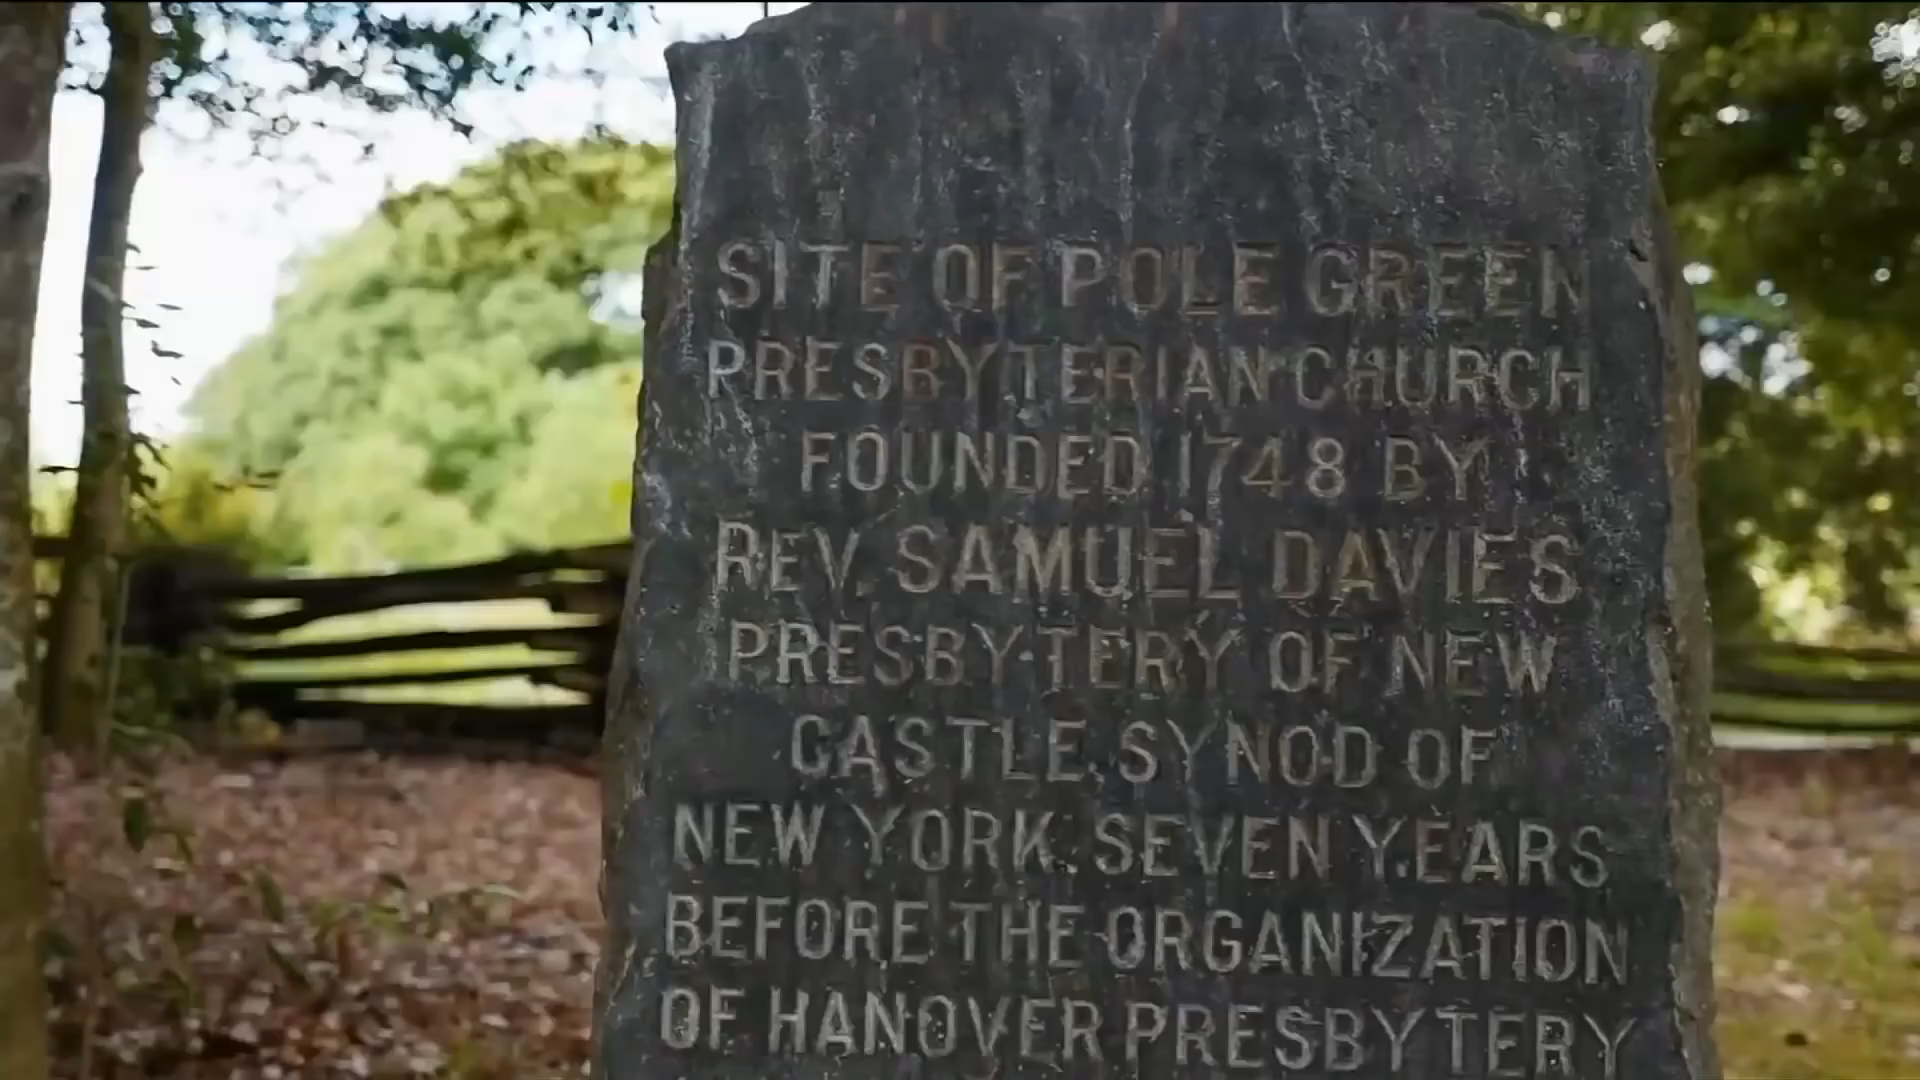 SITE OF POLE GREEN
PRESBYTERIAN CHURCH
FOUNDED 1748 BY
REV. SAMUEL DAVIES
PRESBYTERY OF NEW
CASTLE, SYNOD OF
NEW YORK, SEVEN YEARS
BEFORE THE ORGANIZATION
OF HANOVER PRESBYTERY